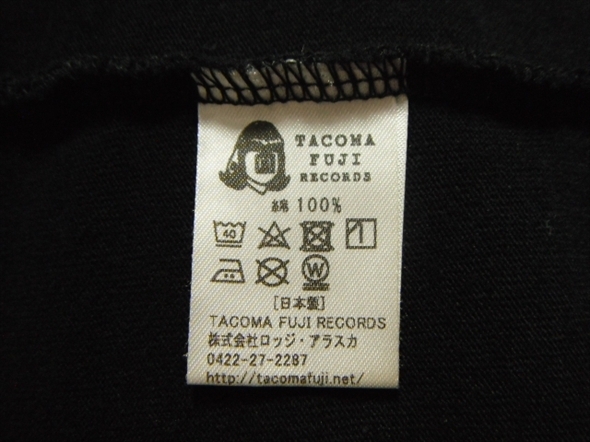 TACOMA
FUJI
RECORDS
綿 100%
40
W
[日本製]
TACOMA FUJI RECORDS
株式会社ロッジ・アラスカ
0422-27-2287
http://tacomafuji.net/